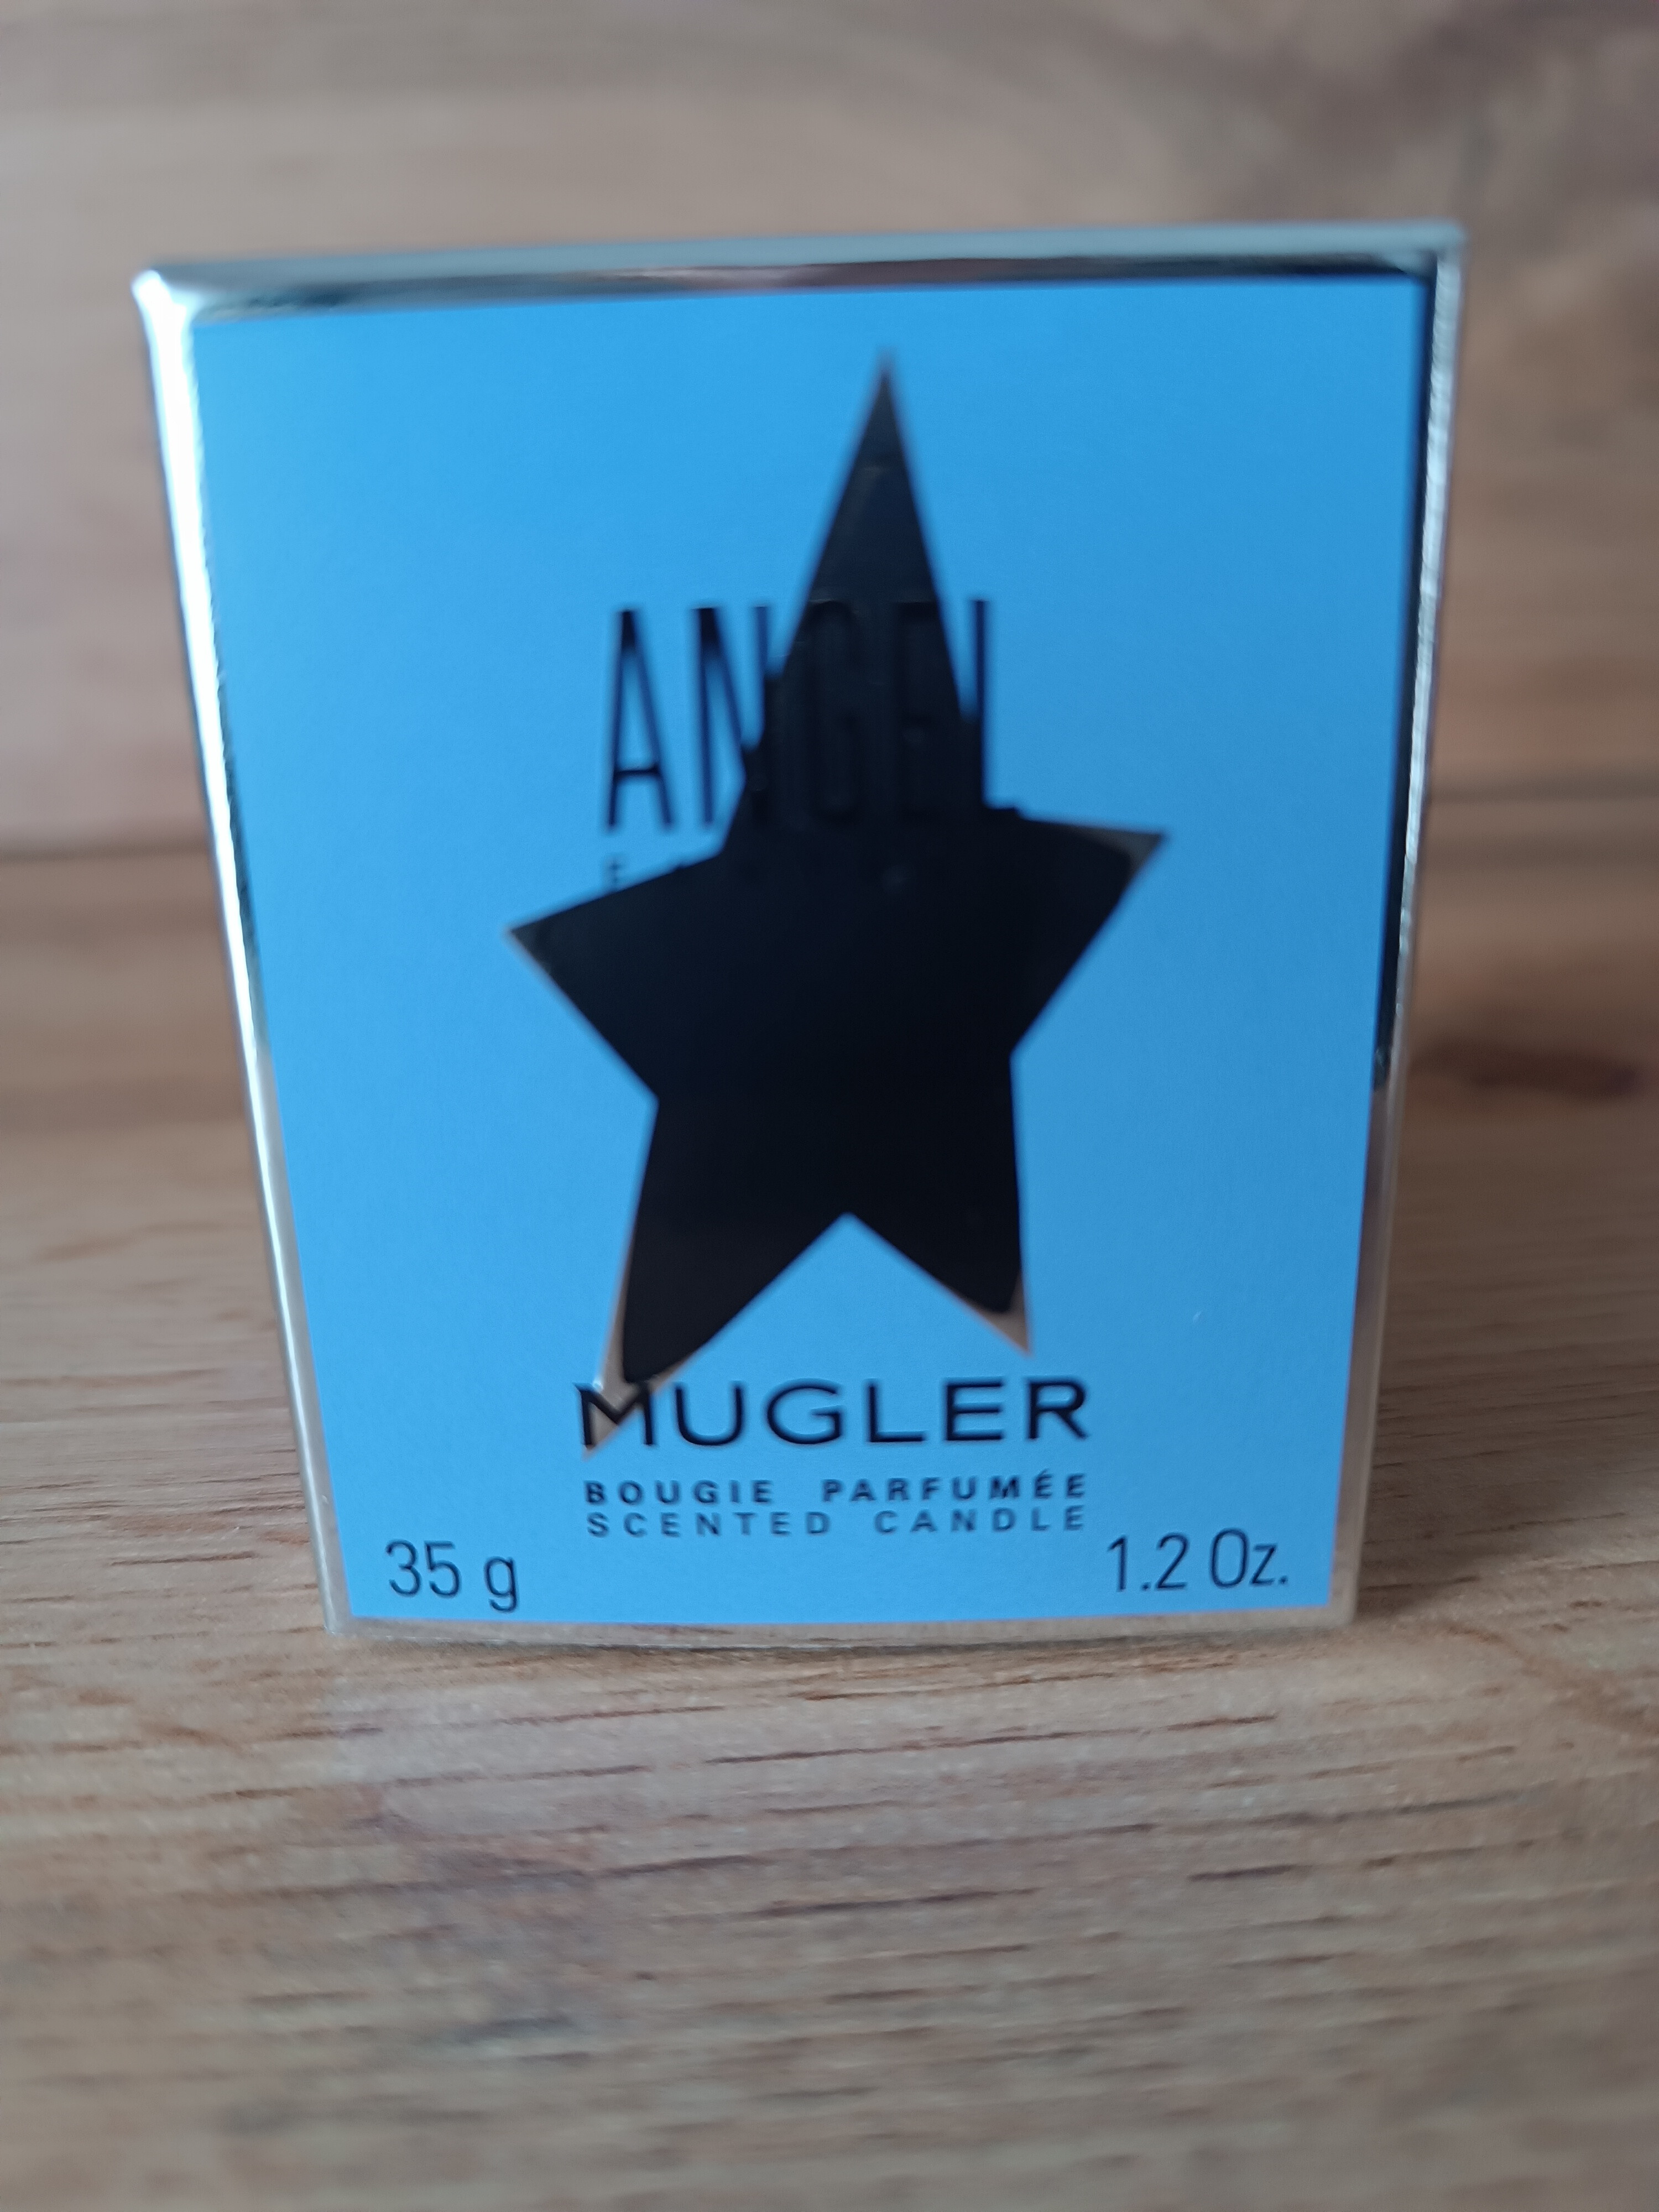 ANGEL
MUGLER
BOUGIE PARFUMÉE
SCENTED CANDLE
35 g
1.2 Oz.